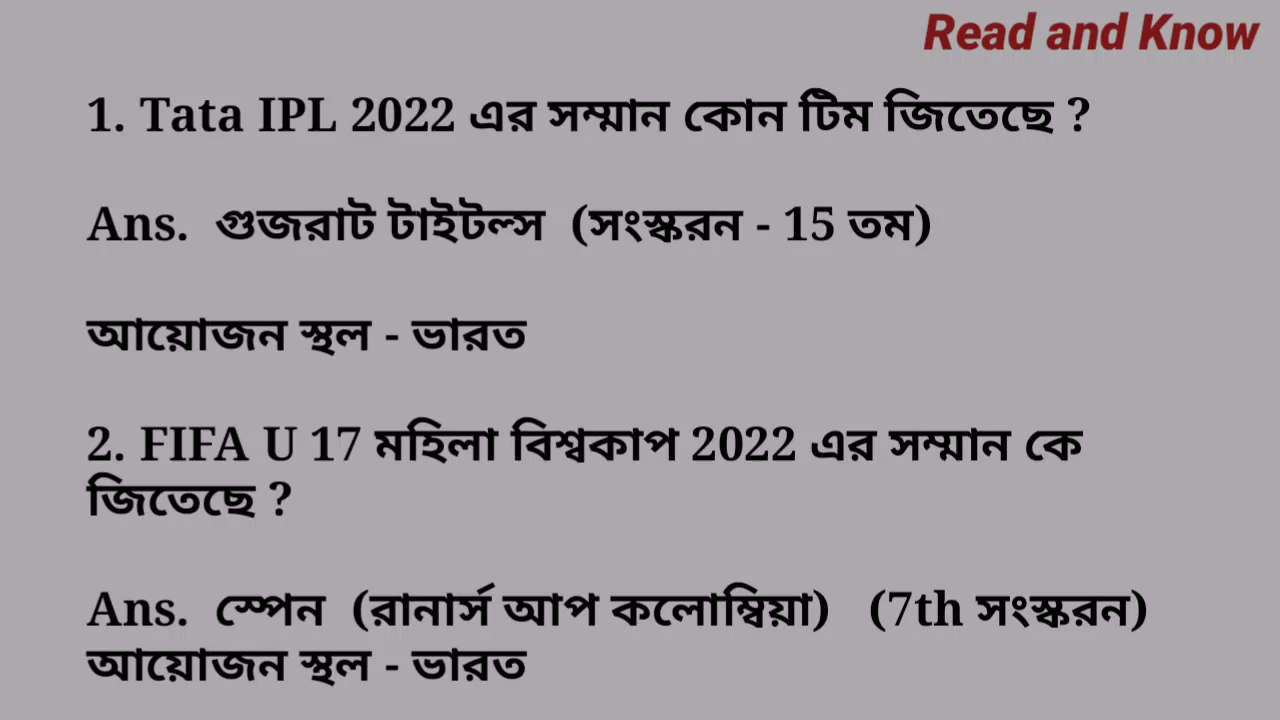 Read and Know
1. Tata IPL 2022 এর সম্মান কোন টিম জিতেছে ?
Ans. গুজরাট টাইটল্স (সংস্করন - 15 তম)
আয়োজন স্থল - ভারত
2. FIFA U 17 মহিলা বিশ্বকাপ 2022 এর সম্মান কে
জিতেছে ?
Ans. স্পেন (রানার্স আপ কলোম্বিয়া) (7th সংস্করন)
আয়োজন স্থল - ভারত